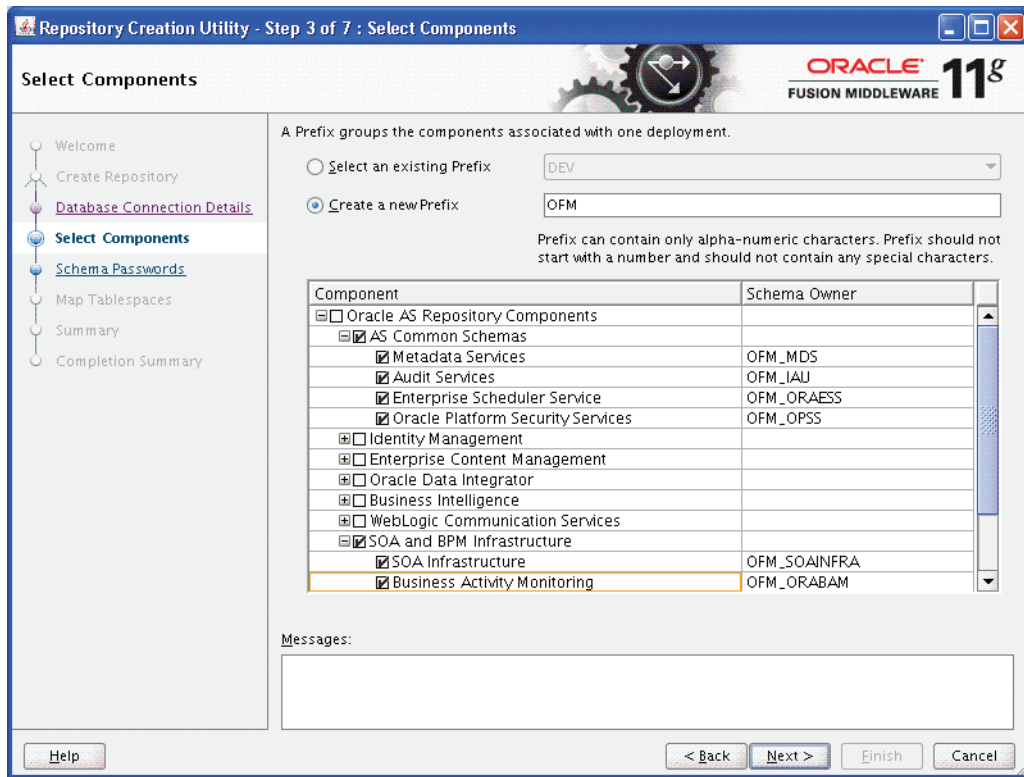 Repository Creation Utility - Step 3 of 7 : Select Components
Select Components
ORACLE
FUSION MIDDLEWARE 11g
Welcome
Create Repository
Database Connection Details
Select Components
Schema Passwords
Map Tablespaces
Summary
Completion Summary
A Prefix groups the components associated with one deployment.
Select an existing Prefix DEV
Create a new Prefix OFM
Prefix can contain only alpha-numeric characters. Prefix should not
start with a number and should not contain any special characters.
Component Schema Owner
Oracle AS Repository Components
AS Common Schemas
Metadata Services OFM_MDS
Audit Services OFM_IAU
Enterprise Scheduler Service OFM_ORAESS
Oracle Platform Security Services OFM_OPSS
Identity Management
Enterprise Content Management
Oracle Data Integrator
Business Intelligence
WebLogic Communication Services
SOA and BPM Infrastructure
SOA Infrastructure OFM_SOAINFRA
Business Activity Monitoring OFM_ORABAM
Messages:
Help < Back Next > Finish Cancel